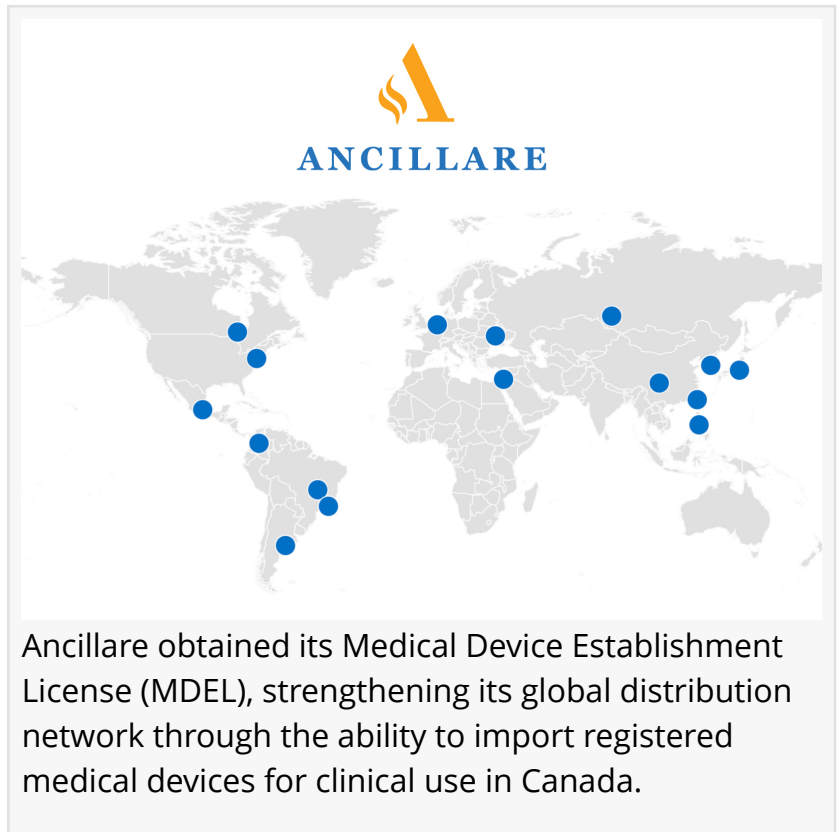 ANCILLARE
Ancillare obtained its Medical Device Establishment
License (MDEL), strengthening its global distribution
network through the ability to import registered
medical devices for clinical use in Canada.